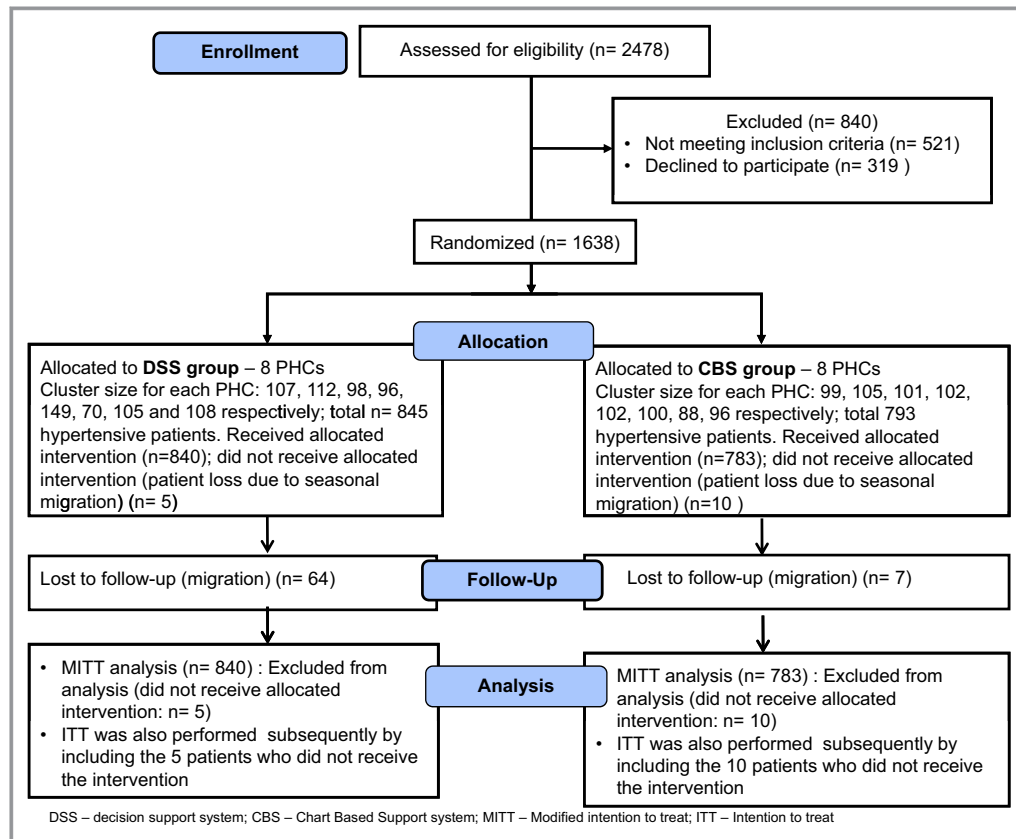 Enrollment
Assessed for eligibility (n= 2478)
Excluded (n= 840)
• Not meeting inclusion criteria (n= 521)
• Declined to participate (n= 319 )
Randomized (n= 1638)
Allocation
Allocated to DSS group – 8 PHCs
Cluster size for each PHC: 107, 112, 98, 96,
149, 70, 105 and 108 respectively; total n= 845
hypertensive patients. Received allocated
intervention (n=840); did not receive allocated
intervention (patient loss due to seasonal
migration) (n= 5)
Allocated to CBS group – 8 PHCs
Cluster size for each PHC: 99, 105, 101, 102,
102, 100, 88, 96 respectively; total 793
hypertensive patients. Received allocated
intervention (n=783); did not receive allocated
intervention (patient loss due to seasonal
migration) (n=10 )
Lost to follow-up (migration) (n= 64)
Follow-Up
Lost to follow-up (migration) (n= 7)
• MITT analysis (n= 840) : Excluded from
analysis (did not receive allocated
intervention: n= 5)
• ITT was also performed subsequently by
including the 5 patients who did not receive
the intervention
Analysis
MITT analysis (n= 783) : Excluded from
analysis (did not receive allocated
intervention: n= 10)
• ITT was also performed subsequently by
including the 10 patients who did not receive
the intervention
DSS – decision support system; CBS – Chart Based Support system; MITT – Modified intention to treat; ITT – Intention to treat